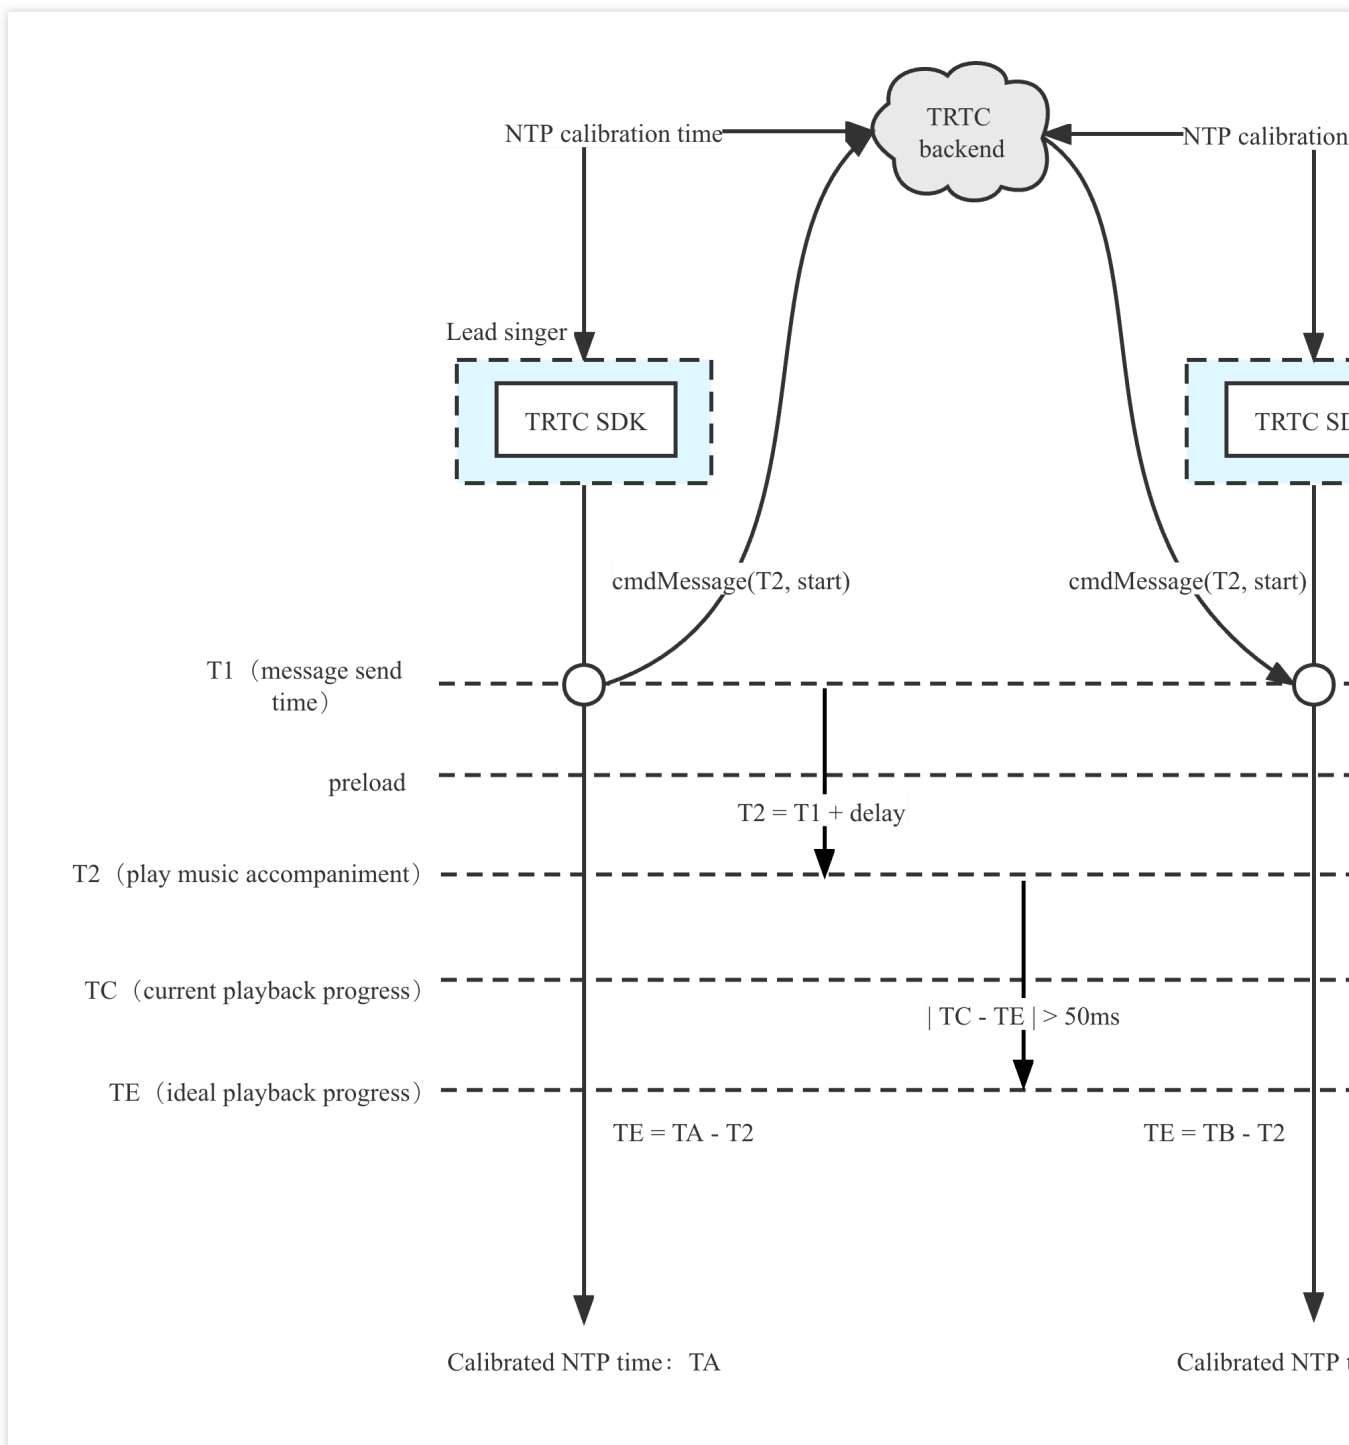 TRTC
backend
NTP calibration time
NTP calibration
Lead singer
TRTC SDK
TRTC SD
cmdMessage(T2, start)
cmdMessage(T2, start)
T1（message send
time）
preload
T2 = T1 + delay
T2（play music accompaniment）
TC（current playback progress）
| TC - TE | > 50ms
TE（ideal playback progress）
TE = TA - T2
TE = TB - T2
Calibrated NTP time：TA
Calibrated NTP t